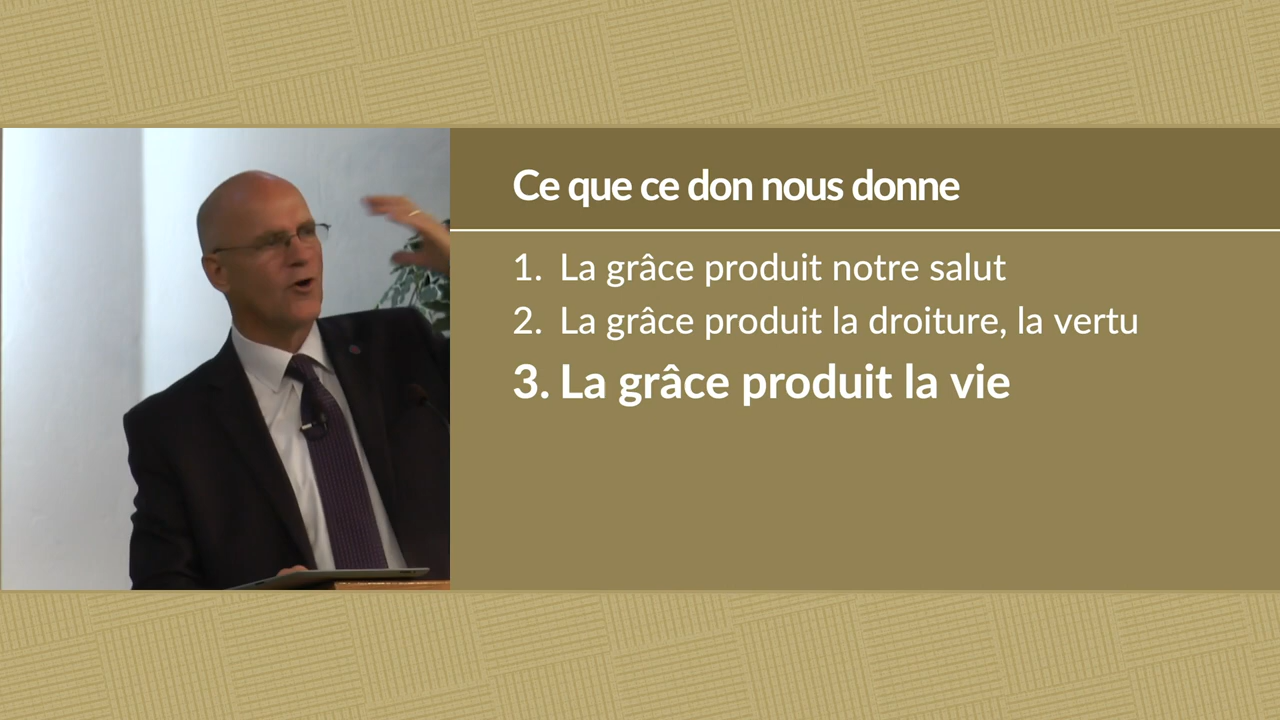 Ce que ce don nous donne
1. La grâce produit notre salut
2. La grâce produit la droiture, la vertu
3. La grâce produit la vie